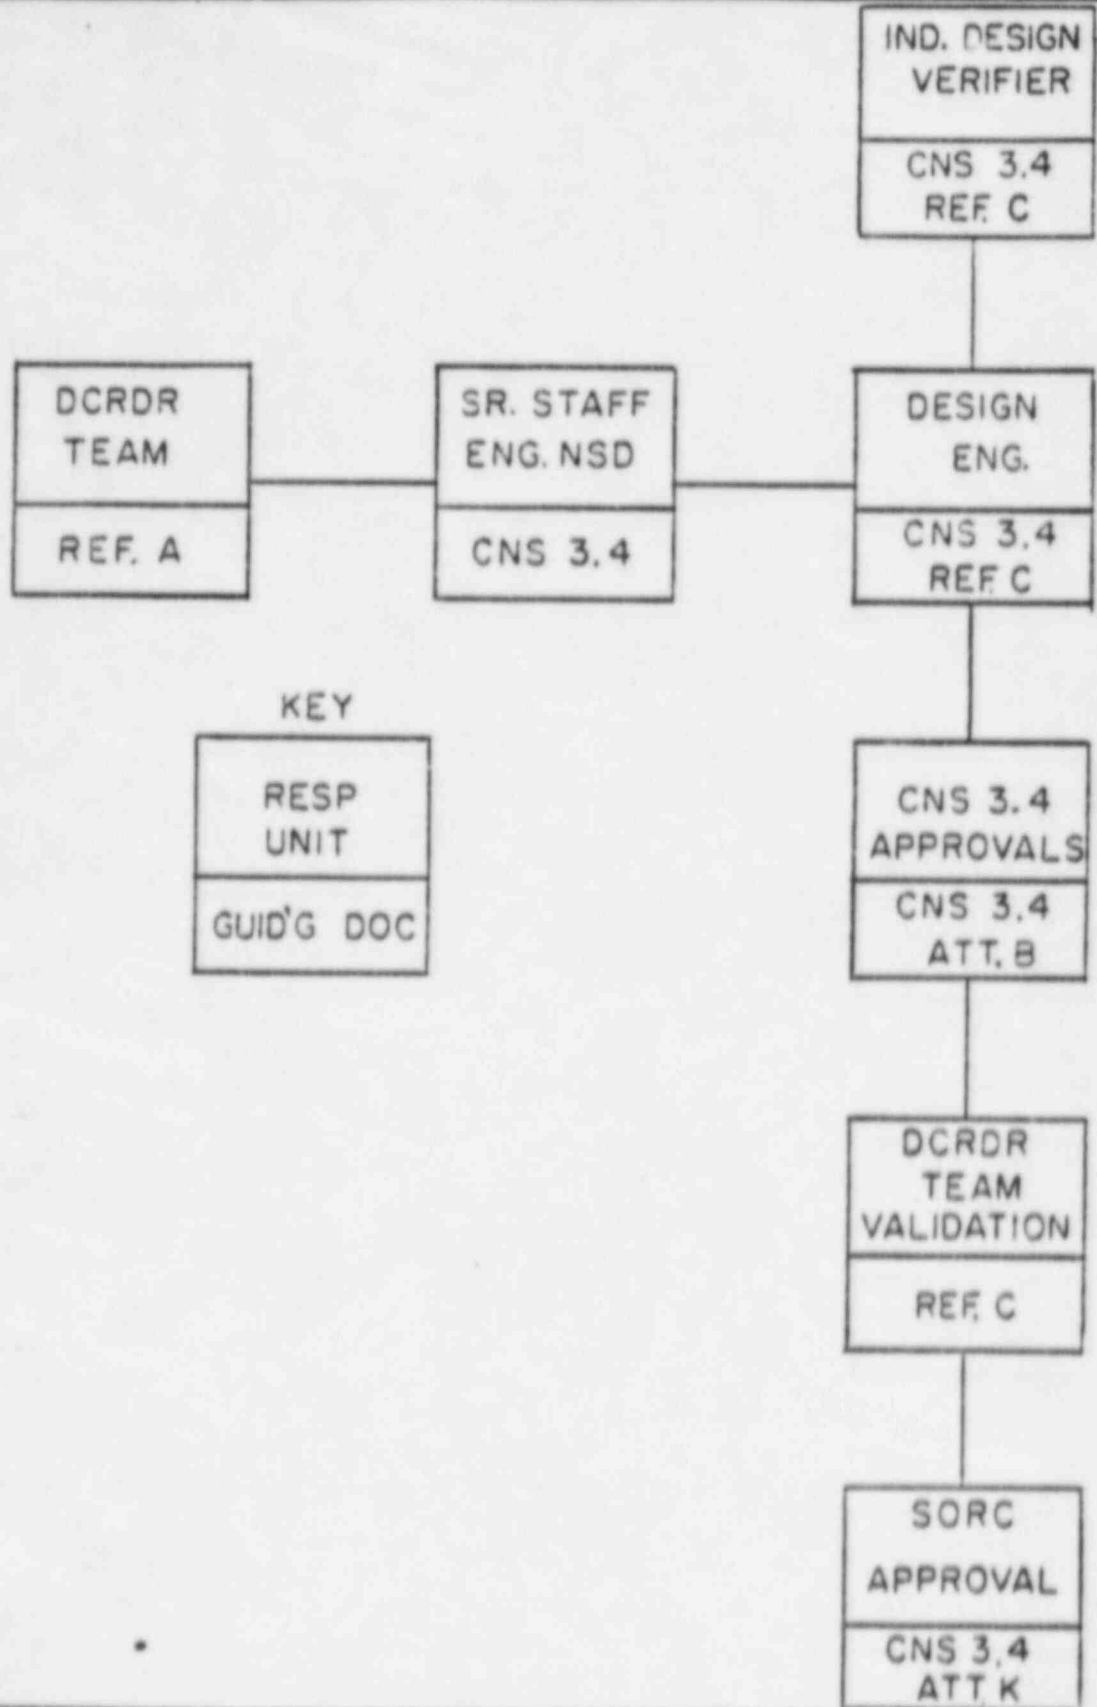 IND. DESIGN
VERIFIER
CNS 3.4
REF. C
DCRDR
TEAM
REF. A
SR. STAFF
ENG. NSD
CNS 3.4
DESIGN
ENG.
CNS 3.4
REF. C
KEY
RESP
UNIT
GUID'G DOC
CNS 3.4
APPROVALS
CNS 3.4
ATT. B
DCRDR
TEAM
VALIDATION
REF. C
SORC
APPROVAL
CNS 3.4
ATT. K